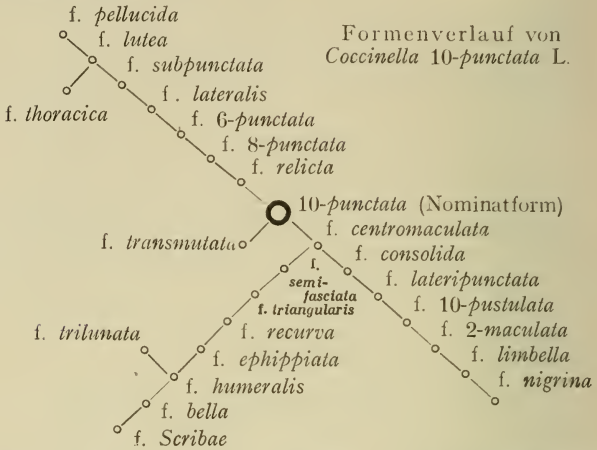 f. pellucida
f. lutea
f. subpunctata
f. lateralis
f. thoracica
f. 6-punctata
f. 8-punctata
f. relicta
Formenverlauf von
Coccinella 10-punctata L.
10-punctata (Nominatform)
f. transmutata
f. centromaculata
f. consolida
f. lateripunctata
f. 10-pustulata
f. 2-maculata
f. limbella
f. nigrina
f.
semi-
fasciata
f. triangularis
f. recurva
f. trilunata
f. ephippiata
f. humeralis
f. bella
f. Scribae